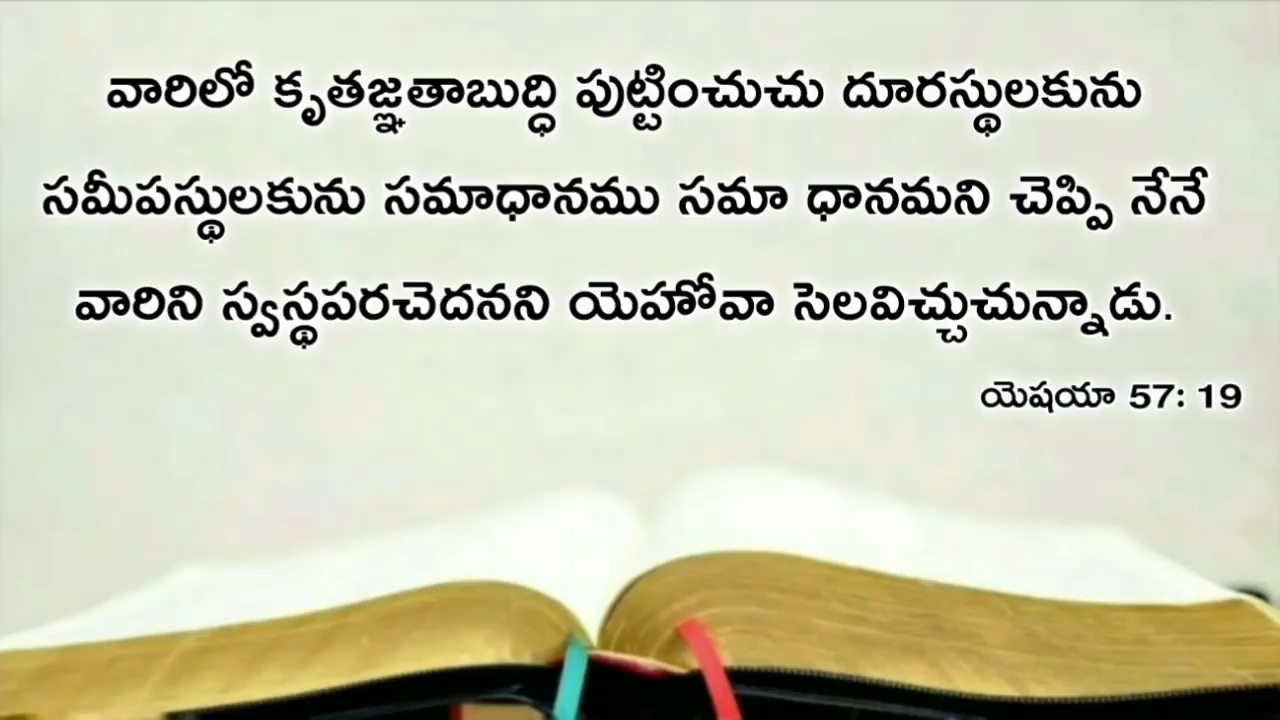 వారిలో కృతజ్ఞతాబుద్ధి పుట్టించుచు దూరస్థులకును
సమీపస్థులకును సమాధానము సమా ధానమని చెప్పి నేనే
వారిని స్వస్థపరచెదనని యెహోవా సెలవిచ్చుచున్నాడు.
యెషయా 57: 19